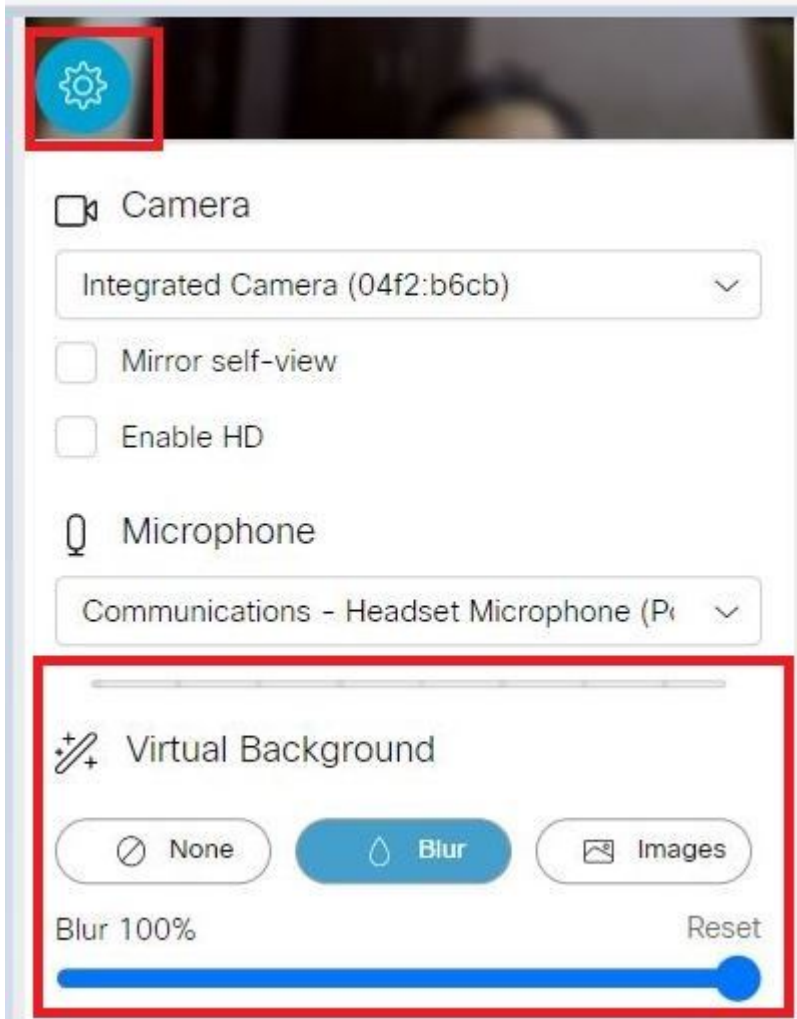 Camera
Integrated Camera (04f2:b6cb)
Mirror self-view
Enable HD
Microphone
Communications - Headset Microphone (Po
Virtual Background
None Blur Images
Blur 100% Reset